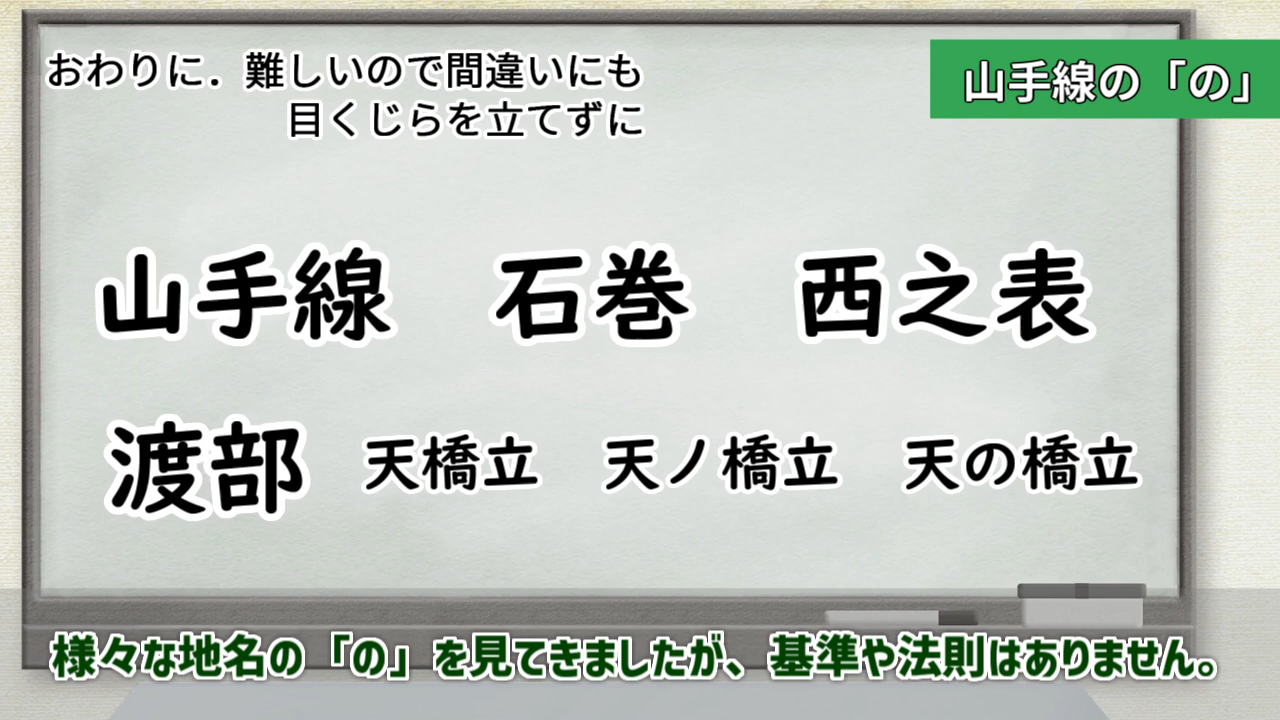 おわりに．難しいので間違いにも
目くじらを立てずに
山手線の「の」
山手線　石巻　西之表
渡部　天橋立　天ノ橋立　天の橋立
様々な地名の「の」を見てきましたが、基準や法則はありません。